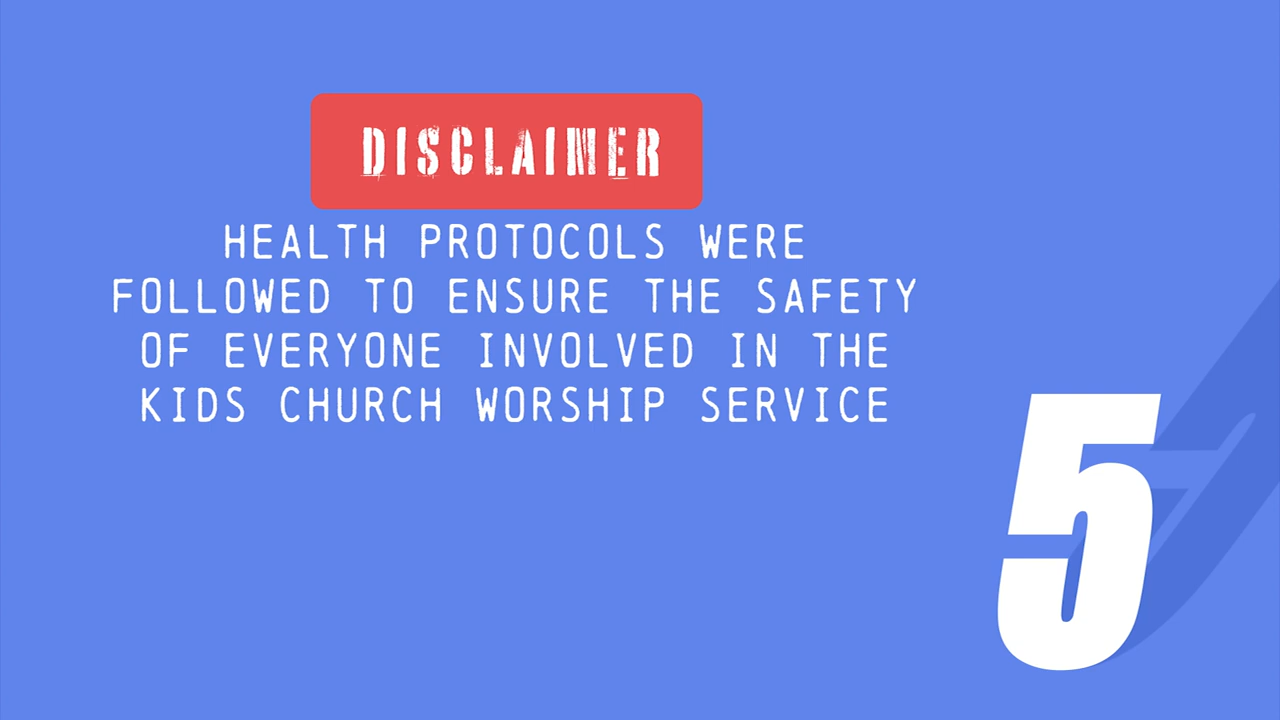 DISCLAIMER
HEALTH PROTOCOLS WERE
FOLLOWED TO ENSURE THE SAFETY
OF EVERYONE INVOLVED IN THE
KIDS CHURCH WORSHIP SERVICE
5